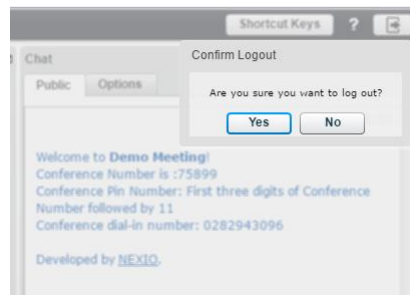 Shortcut Keys ?
Chat
Confirm Logout
Public Options
Are you sure you want to log out?
Yes No
Welcome to Demo Meeting!
Conference Number is :75899
Conference Pin Number: First three digits of Conference
Number followed by 11
Conference dial-in number: 0282943096
Developed by NEXIO.